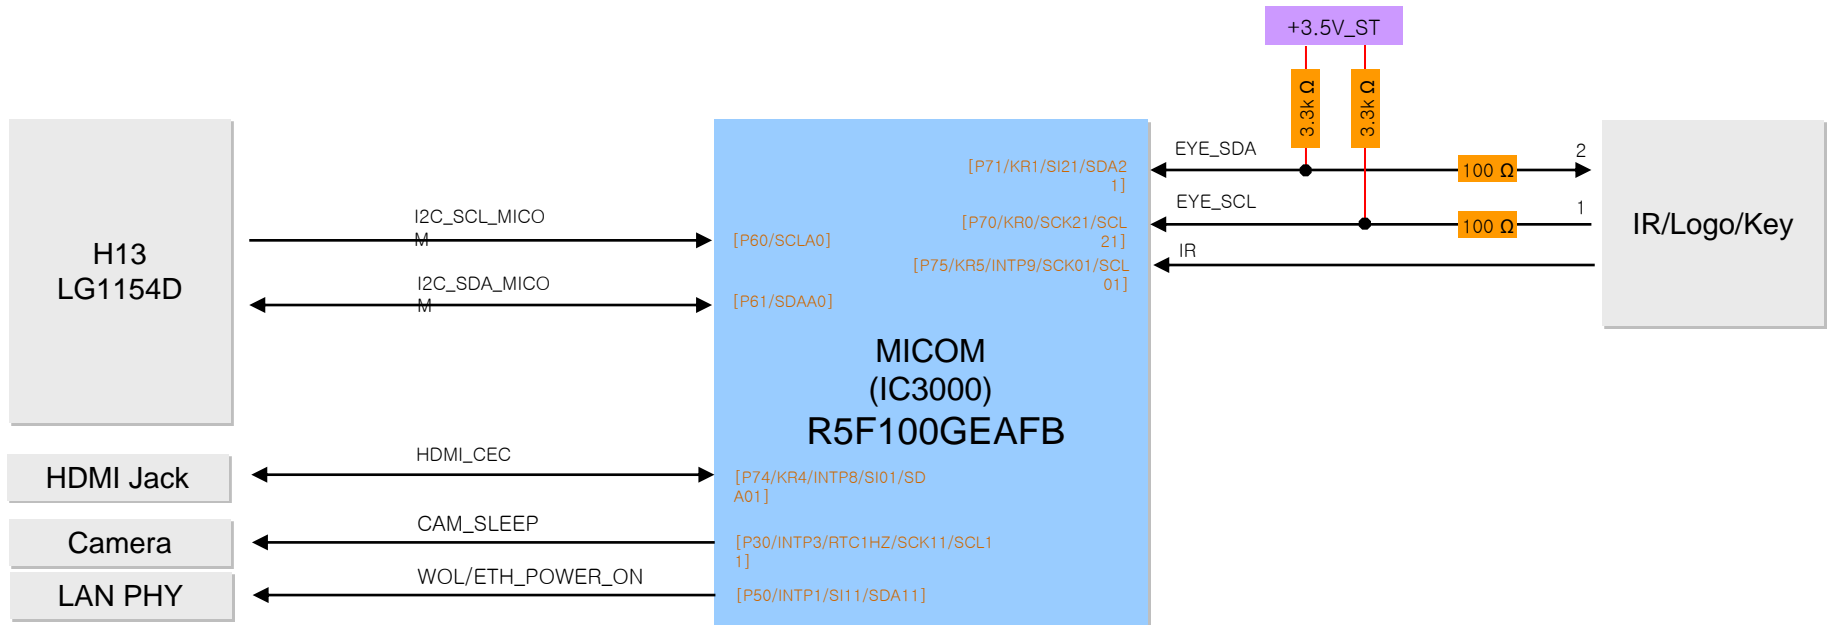 +3.5V_ST
3.3k Ω
3.3k Ω
H13
LG1154D
HDMI Jack
Camera
LAN PHY
I2C_SCL_MICO
M
I2C_SDA_MICO
M
HDMI_CEC
CAM_SLEEP
WOL/ETH_POWER_ON
[P60/SCLA0]
[P61/SDAA0]
[P71/KR1/SI21/SDA2
1]
[P70/KR0/SCK21/SCL
21]
[P75/KR5/INTP9/SCK01/SCL
01]
MICOM
(IC3000)
R5F100GEAFB
[P74/KR4/INTP8/SI01/SD
A01]
[P30/INTP3/RTC1HZ/SCK11/SCL1
1]
[P50/INTP1/SI11/SDA11]
EYE_SDA
100 Ω
2
EYE_SCL
100 Ω
1
IR
IR/Logo/Key